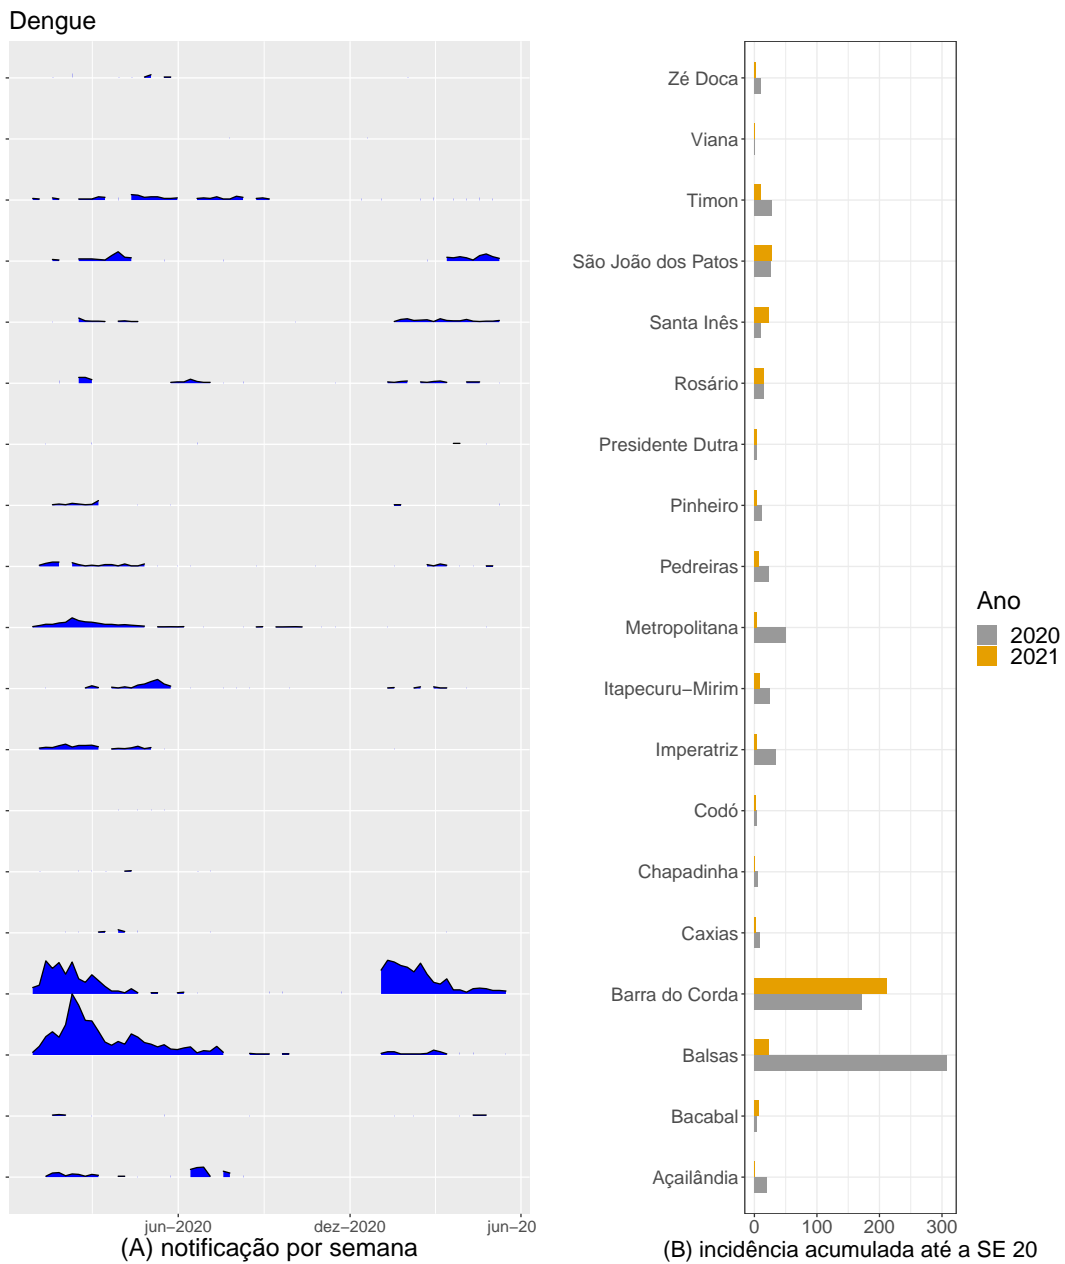 Dengue
Zé Doca
Viana
Timon
São João dos Patos
Santa Inês
Rosário
Presidente Dutra
Pinheiro
Pedreiras
Metropolitana
Itapecuru−Mirim
Imperatriz
Codó
Chapadinha
Caxias
Barra do Corda
Balsas
Bacabal
Açailândia
Ano
2020
2021
jun−2020 dez−2020 jun−20
0 100 200 300
(A) notificação por semana
(B) incidência acumulada até a SE 20